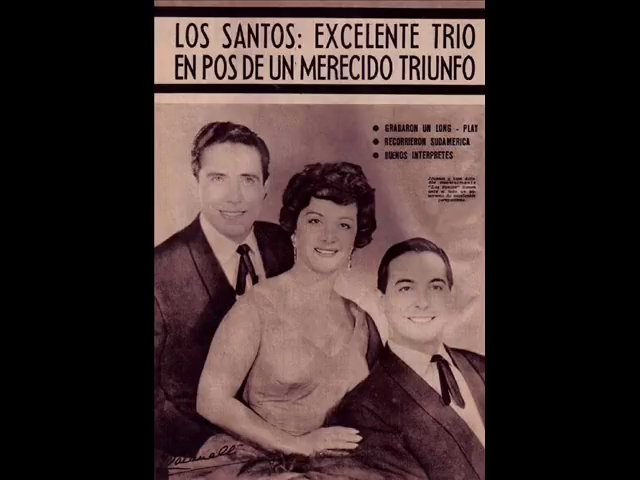 LOS SANTOS: EXCELENTE TRIO
EN POS DE UN MERECIDO TRIUNFO
● GRABARON UN LONG - PLAY
● RECORRIERON SUDAMERICA
● BUENOS INTERPRETES